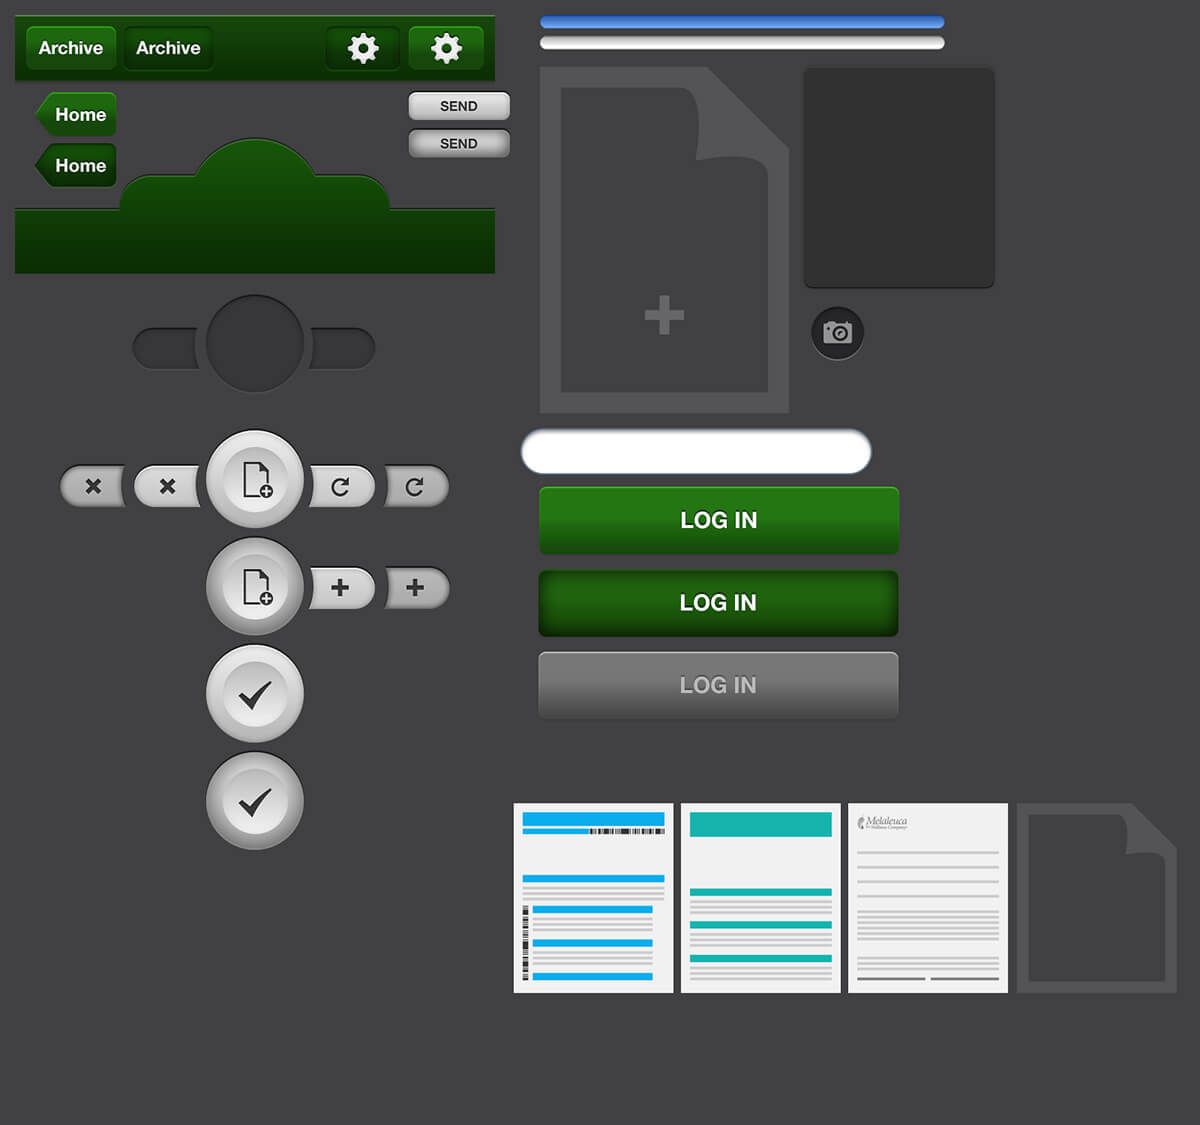 Archive
Archive
Home
Home
SEND
SEND
LOG IN
LOG IN
LOG IN
Melaleuca
The Wellness Company